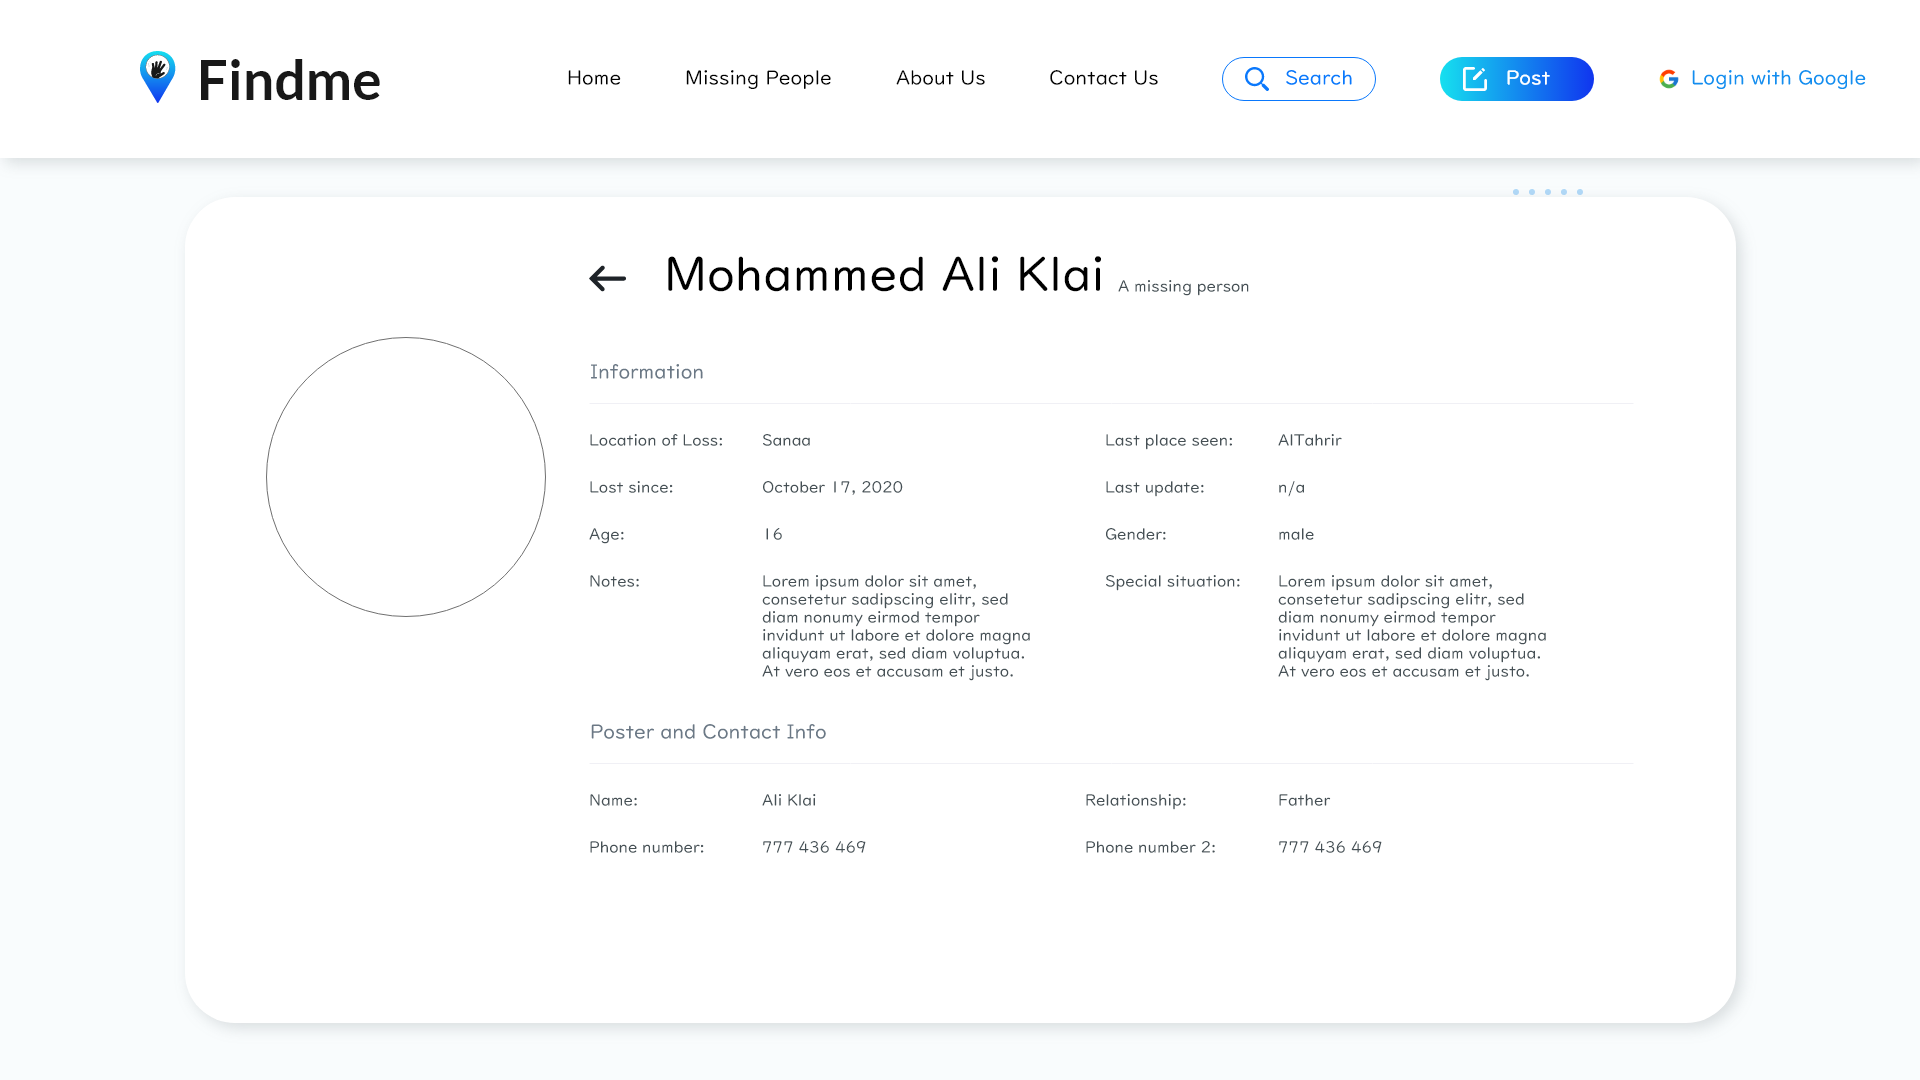 Findme Home Missing People About Us Contact Us Search Post Login with Google
Mohammed Ali Klai A missing person
Information
Location of Loss: Sanaa Last place seen: AlTahrir
Lost since: October 17, 2020 Last update: n/a
Age: 16 Gender: male
Notes: Lorem ipsum dolor sit amet,
consetetur sadipscing elitr, sed
diam nonumy eirmod tempor
invidunt ut labore et dolore magna
aliquyam erat, sed diam voluptua.
At vero eos et accusam et justo.
Special situation: Lorem ipsum dolor sit amet,
consetetur sadipscing elitr, sed
diam nonumy eirmod tempor
invidunt ut labore et dolore magna
aliquyam erat, sed diam voluptua.
At vero eos et accusam et justo.
Poster and Contact Info
Name: Ali Klai Relationship: Father
Phone number: 777 436 469 Phone number 2: 777 436 469